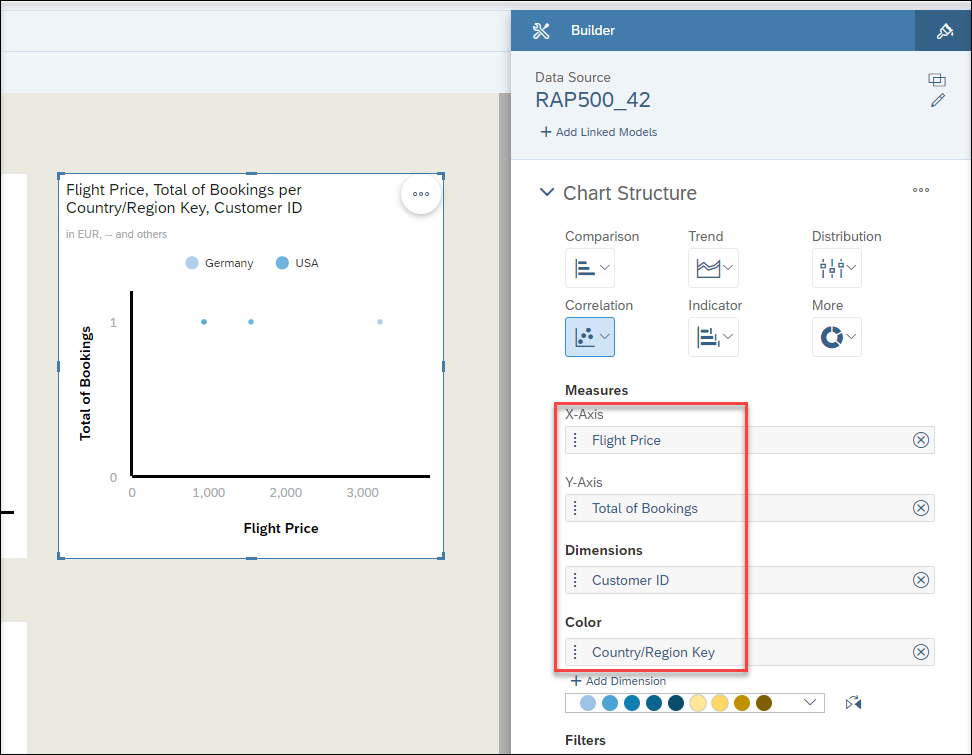 Builder
Data Source
RAP500_42
+ Add Linked Models
Flight Price, Total of Bookings per
Country/Region Key, Customer ID
in EUR, -- and others
Germany
USA
Total of Bookings
1
0
0
1,000
2,000
3,000
Flight Price
Chart Structure
Comparison
Trend
Distribution
Correlation
Indicator
More
Measures
X-Axis
Flight Price
Y-Axis
Total of Bookings
Dimensions
Customer ID
Color
Country/Region Key
+ Add Dimension
Filters